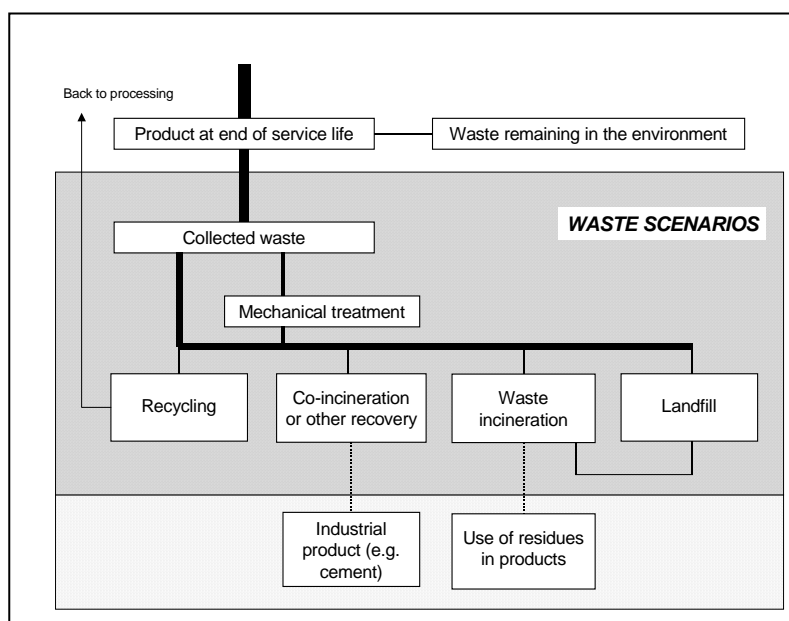 Back to processing
Product at end of service life
Waste remaining in the environment
WASTE SCENARIOS
Collected waste
Mechanical treatment
Recycling
Co-incineration
or other recovery
Waste
incineration
Landfill
Industrial
product (e.g.
cement)
Use of residues
in products